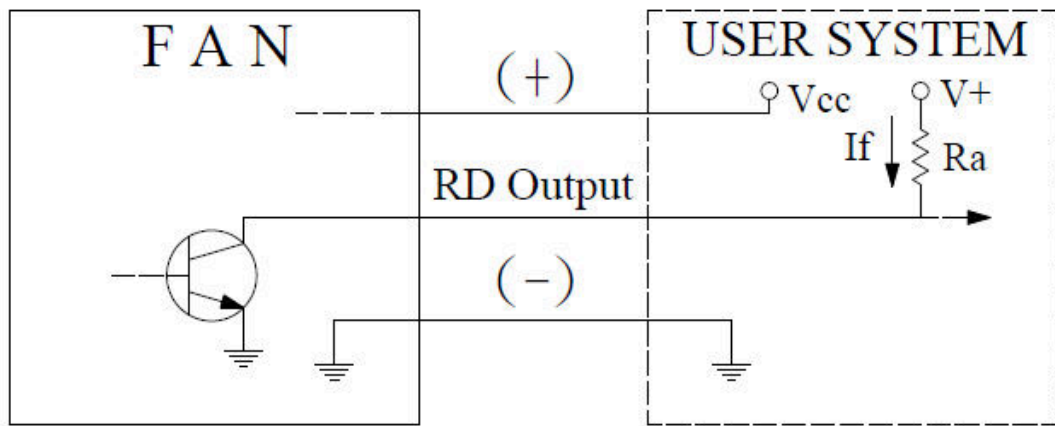 F A N
USER SYSTEM
(+)
Vcc
V+
If
Ra
RD Output
(-)